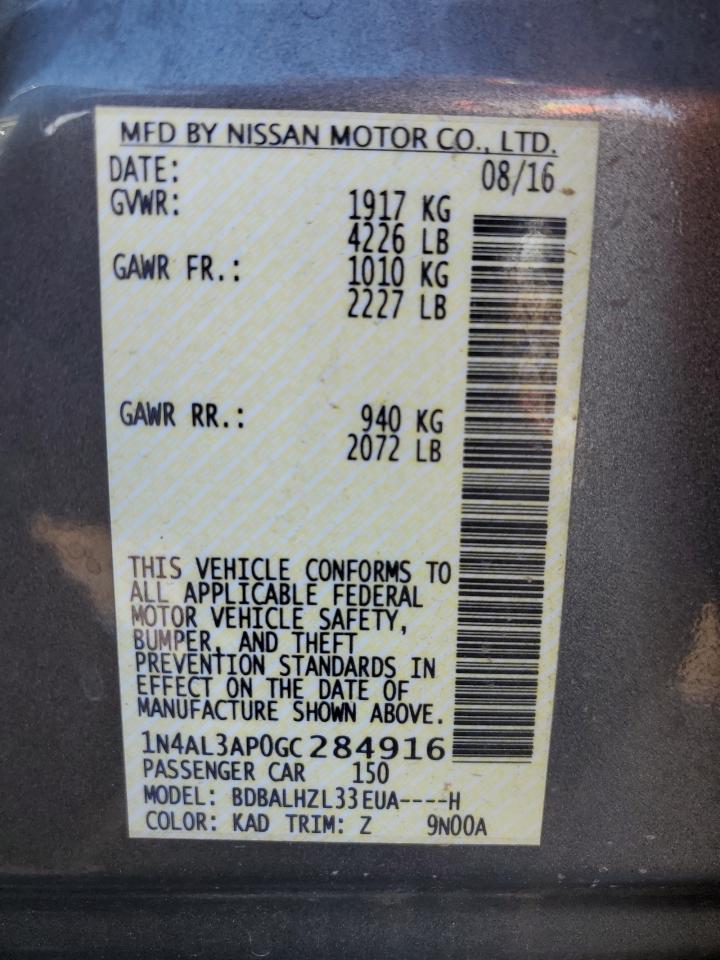 MFD BY NISSAN MOTOR CO., LTD.
DATE: 08/16
GVWR: 1917 KG
4226 LB
GAWR FR.: 1010 KG
2227 LB
GAWR RR.: 940 KG
2072 LB
THIS VEHICLE CONFORMS TO
ALL APPLICABLE FEDERAL
MOTOR VEHICLE SAFETY,
BUMPER, AND THEFT
PREVENTION STANDARDS IN
EFFECT ON THE DATE OF
MANUFACTURE SHOWN ABOVE.
1N4AL3AP0GC284916
PASSENGER CAR 150
MODEL: BDBALHZL33EUA----H
COLOR: KAD TRIM: Z 9N00A